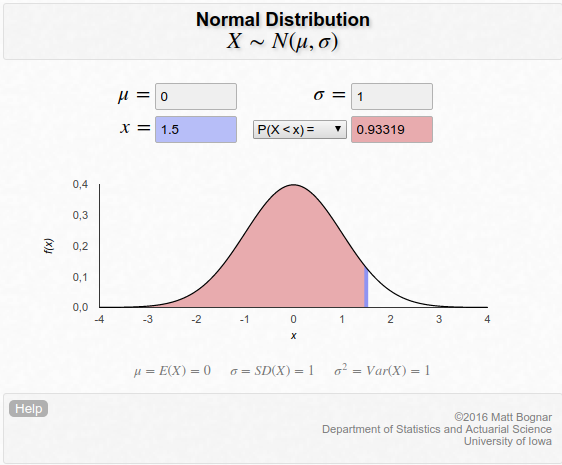 Normal Distribution
X ∼ N(μ, σ)
μ = 0 σ = 1
x = 1.5 P(X < x) = 0.93319
0,4
0,3
0,2
0,1
0,0
f(x)
-4 -3 -2 -1 0 1 2 3 4
x
μ = E(X) = 0 σ = SD(X) = 1 σ² = Var(X) = 1
Help
©2016 Matt Bognar
Department of Statistics and Actuarial Science
University of Iowa